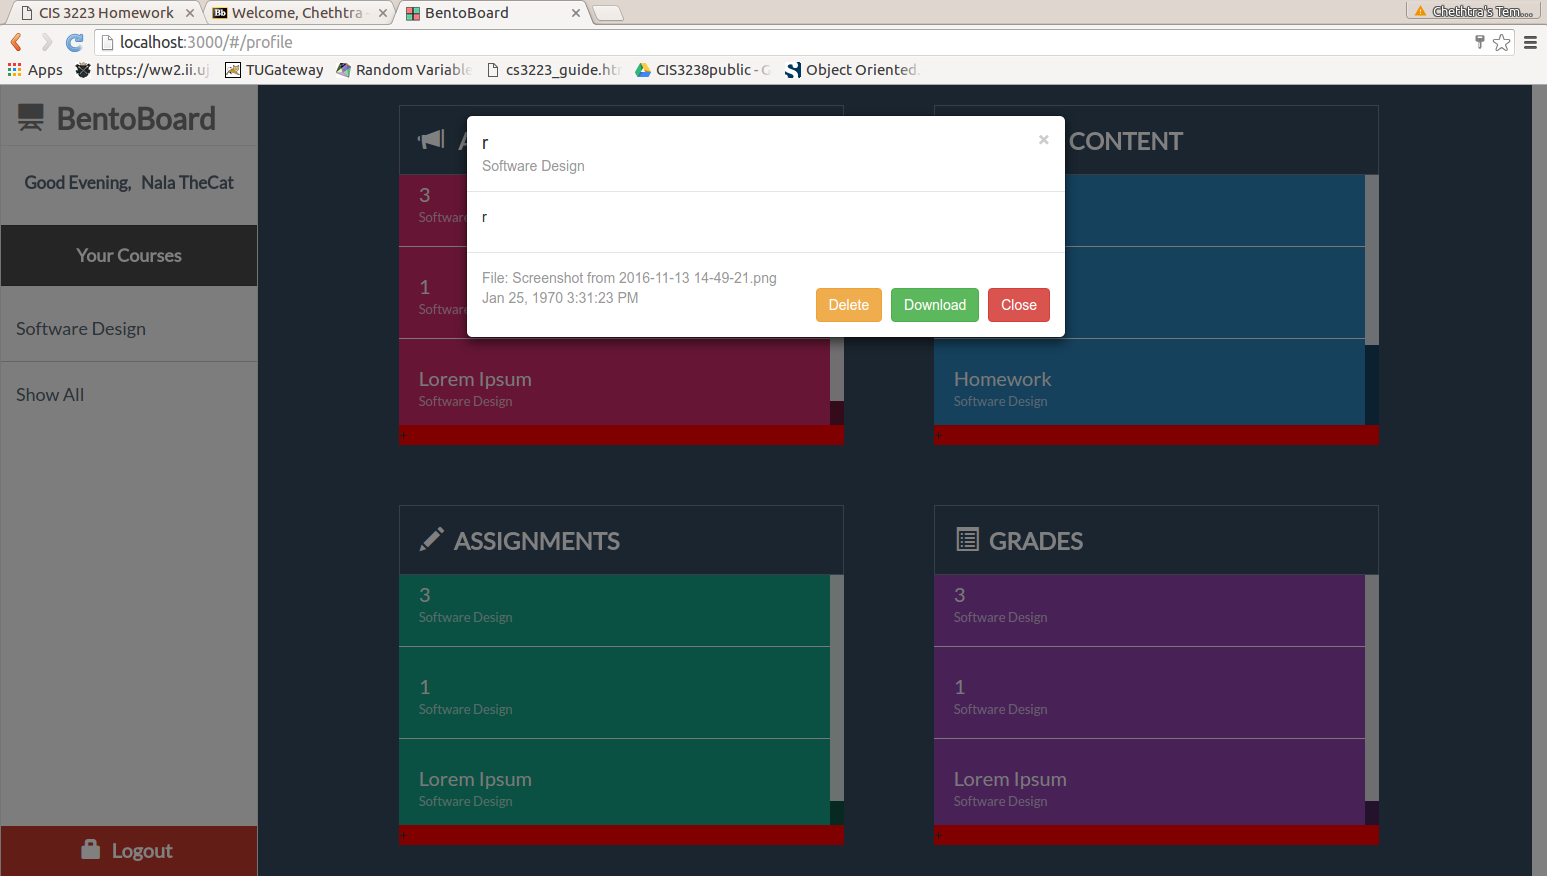 CIS 3223 Homework
Welcome, Chethtra -
BentoBoard
Chethtra's Tem...
localhost:3000/#/profile
Apps
https://ww2.ii.uj
TUGateway
Random Variable
cs3223_guide.htm
CIS3238public - G
Object Oriented.
BentoBoard
Good Evening, Nala TheCat
Your Courses
Software Design
Show All
Logout
r
×
Software Design
r
File: Screenshot from 2016-11-13 14-49-21.png
Jan 25, 1970 3:31:23 PM
Delete
Download
Close
A
3
Software
1
Software
Lorem Ipsum
Software Design
+
CONTENT
Homework
Software Design
+
ASSIGNMENTS
3
Software Design
1
Software Design
Lorem Ipsum
Software Design
+
GRADES
3
Software Design
1
Software Design
Lorem Ipsum
Software Design
+